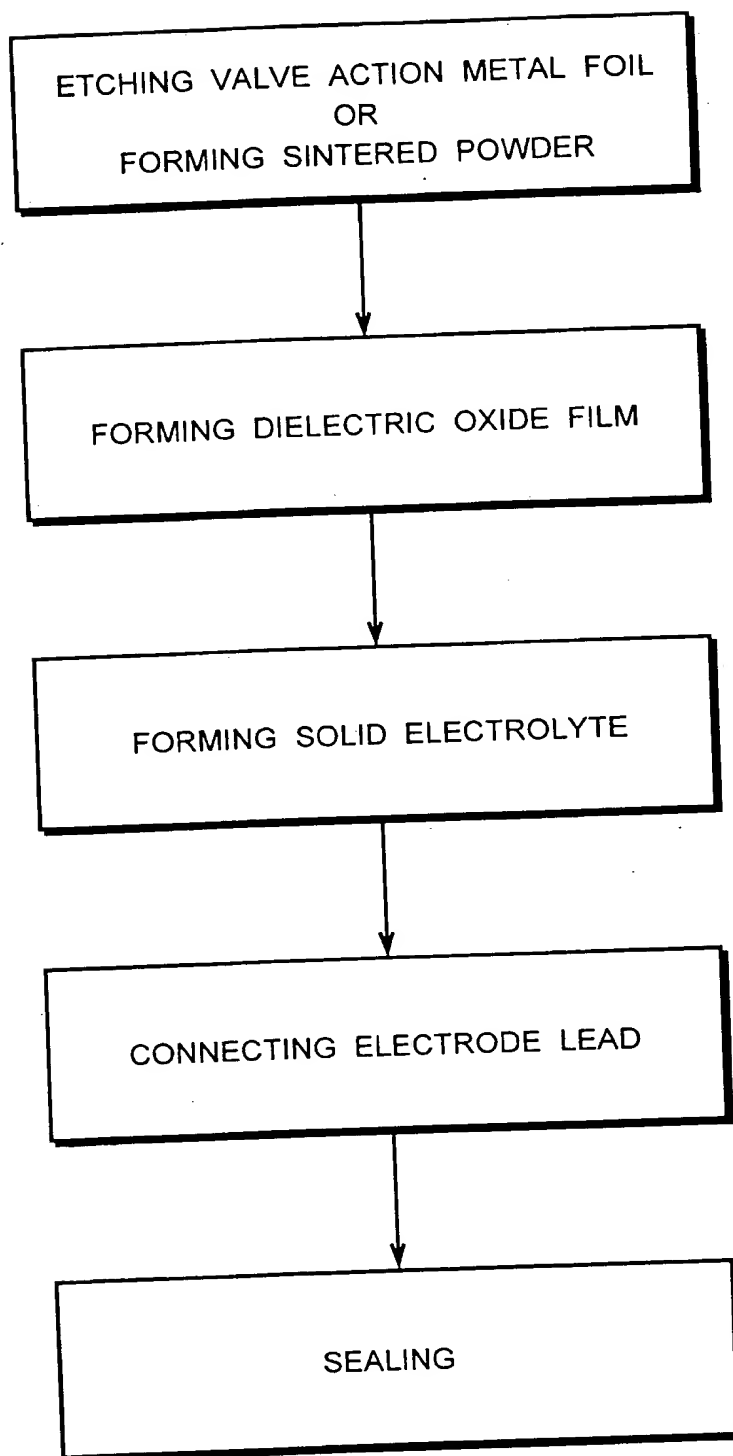 ETCHING VALVE ACTION METAL FOIL
OR
FORMING SINTERED POWDER
FORMING DIELECTRIC OXIDE FILM
FORMING SOLID ELECTROLYTE
CONNECTING ELECTRODE LEAD
SEALING